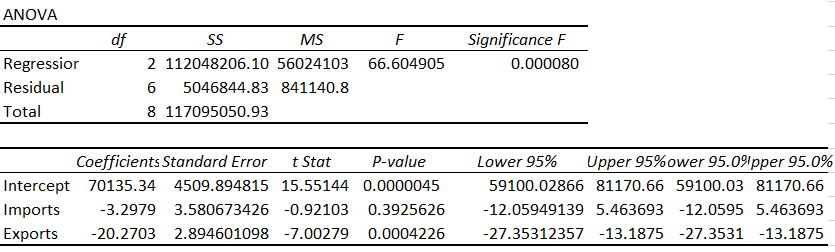 ANOVA
df SS MS F Significance F
Regression 2 112048206.10 56024103 66.604905 0.000080
Residual 6 5046844.83 841140.8
Total 8 117095050.93
Coefficients Standard Error t Stat P-value Lower 95% Upper 95% ower 95.0% Upper 95.0%
Intercept 70135.34 4509.894815 15.55144 0.0000045 59100.02866 81170.66 59100.03 81170.66
Imports -3.2979 3.580673426 -0.92103 0.3925626 -12.05949139 5.463693 -12.0595 5.463693
Exports -20.2703 2.894601098 -7.00279 0.0004226 -27.35312357 -13.1875 -27.3531 -13.1875